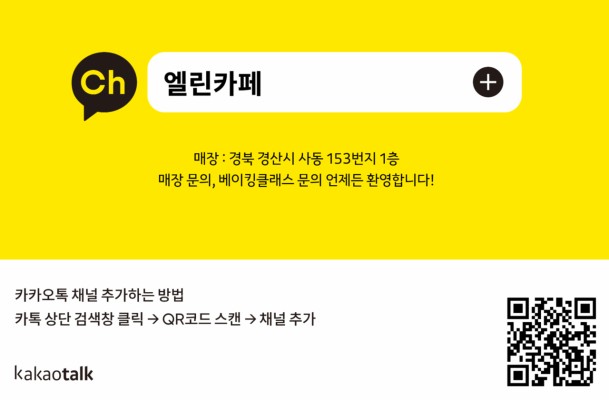 Ch 엘린카페
매장 : 경북 경산시 사동 153번지 1층
매장 문의, 베이킹클래스 문의 언제든 환영합니다!
카카오톡 채널 추가하는 방법
카톡 상단 검색창 클릭 → QR코드 스캔 → 채널 추가
kakaotalk